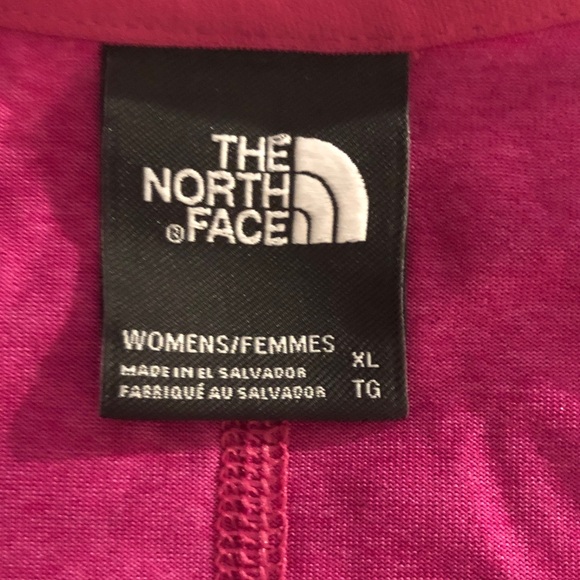 THE
NORTH
® FACE
WOMENS/FEMMES XL
MADE IN EL SALVADOR
FABRIQUÉ AU SALVADOR TG